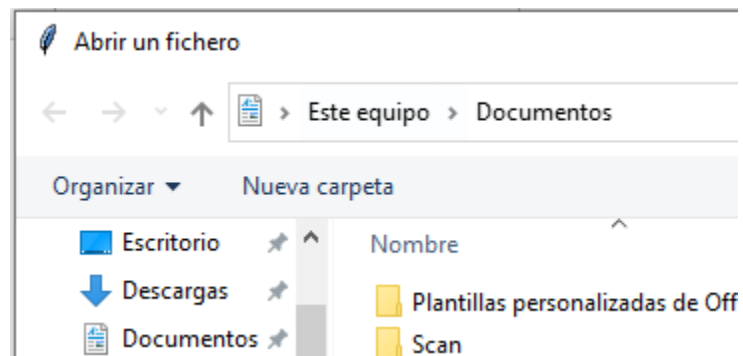 Abrir un fichero
Este equipo > Documentos
Organizar Nueva carpeta
Nombre
Escritorio
Descargas
Documentos
Plantillas personalizadas de Off
Scan